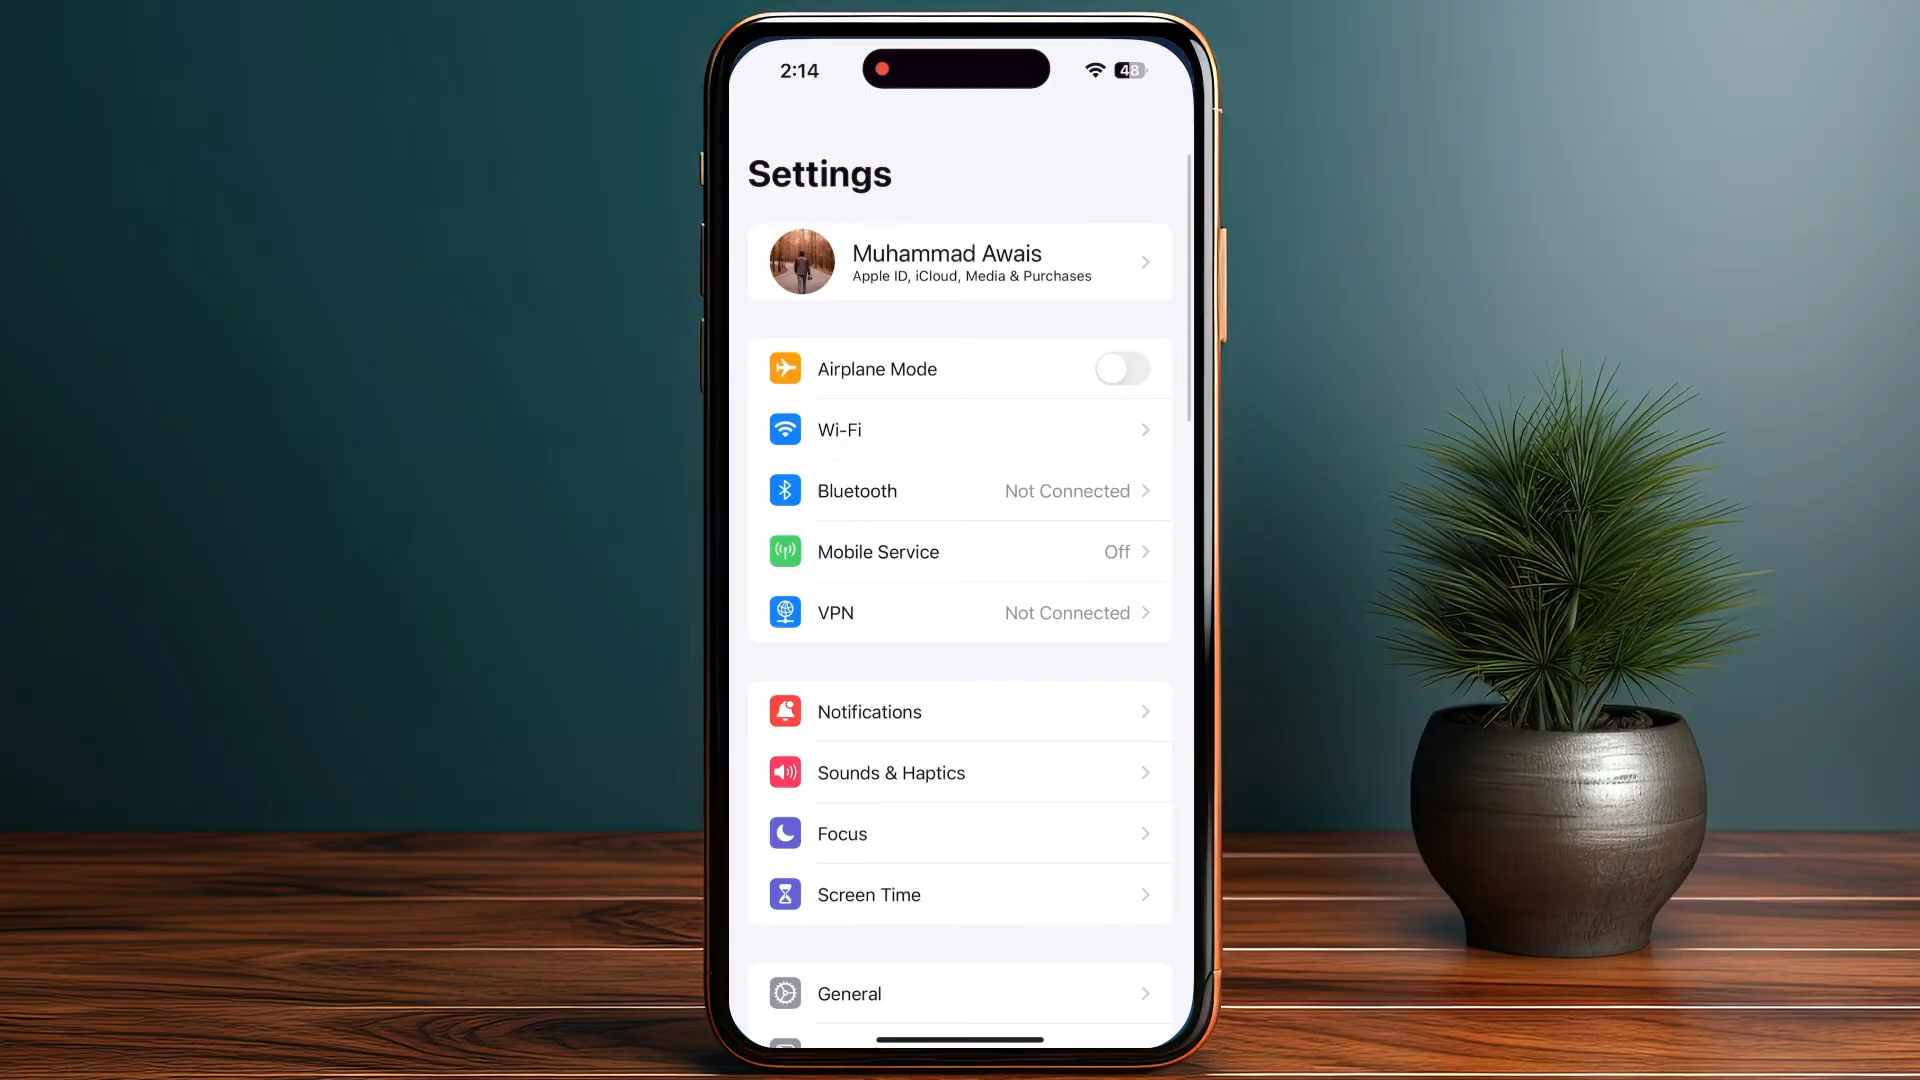 2:14
48
Settings
Muhammad Awais
Apple ID, iCloud, Media & Purchases
Airplane Mode
Wi-Fi
Bluetooth Not Connected
Mobile Service Off
VPN Not Connected
Notifications
Sounds & Haptics
Focus
Screen Time
General